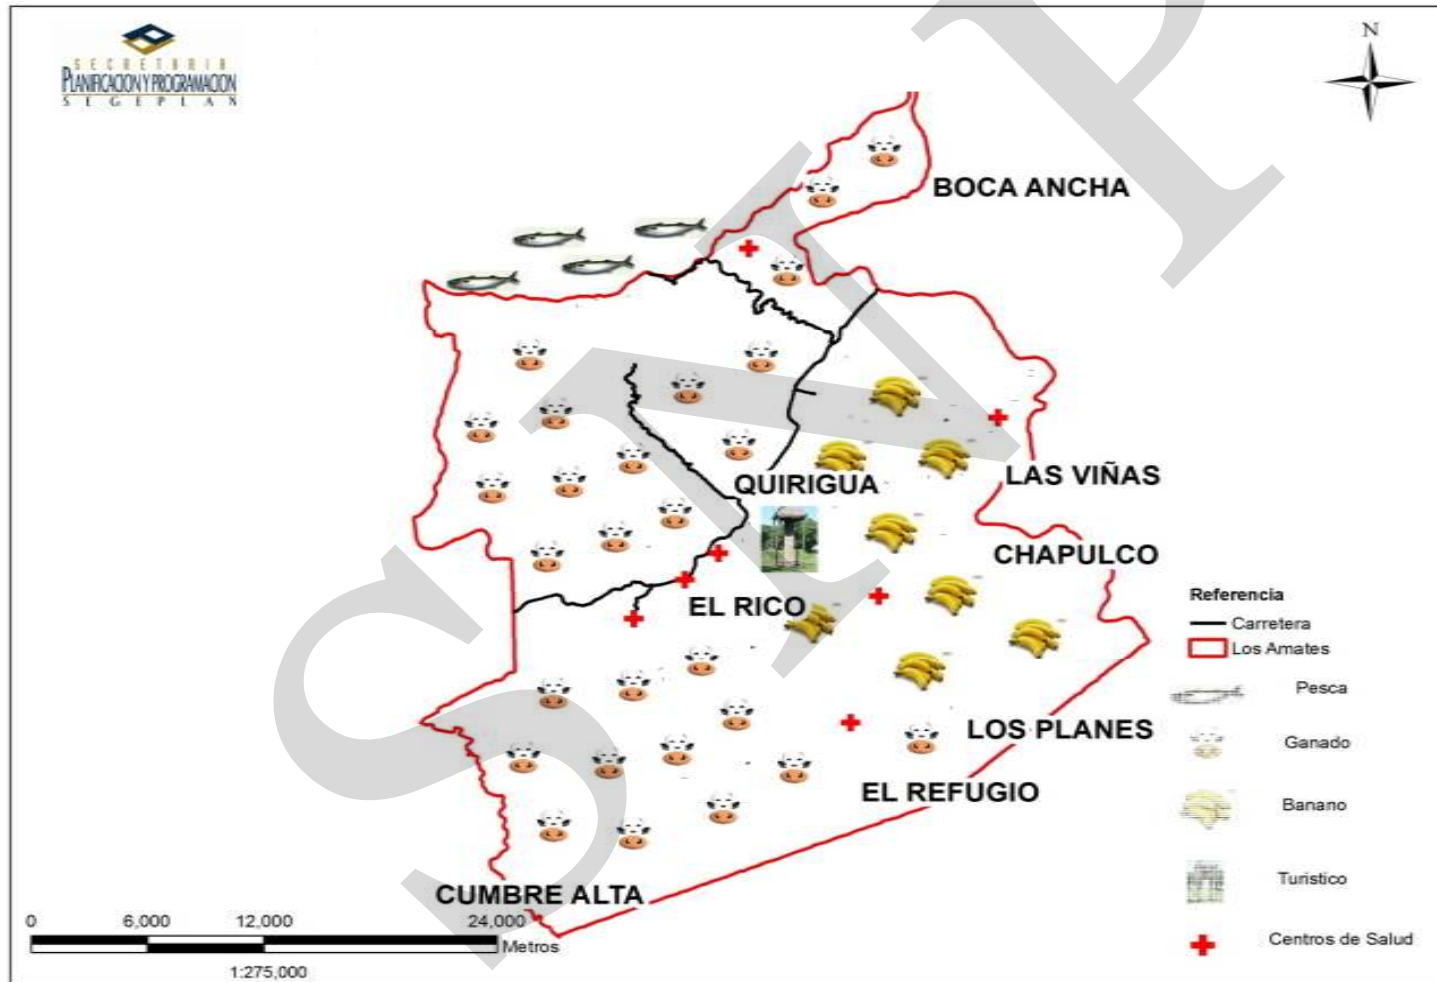 SECRETARIA
PLANIFICACION Y PROGRAMACION
SEGEPLAN
N
BOCA ANCHA
QUIRIGUA
LAS VIÑAS
CHAPULCO
EL RICO
LOS PLANES
EL REFUGIO
CUMBRE ALTA
Referencia
Carretera
Los Amates
Pesca
Ganado
Banano
Turistico
Centros de Salud
0 6,000 12,000 24,000
Metros
1:275,000
SNP